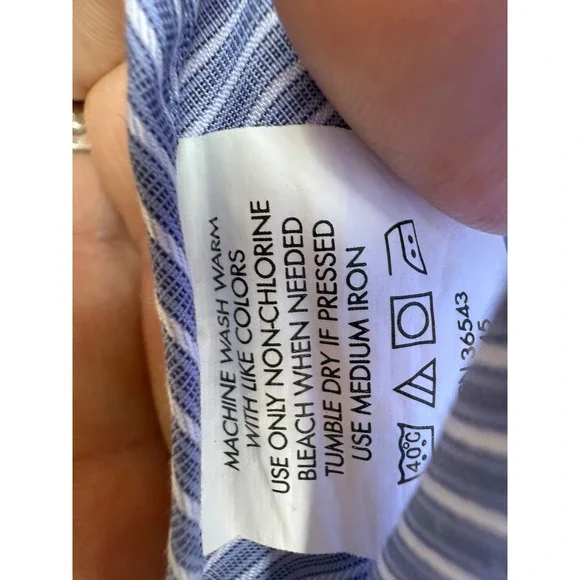 MACHINE WASH WARM
WITH LIKE COLORS
USE ONLY NON-CHLORINE
BLEACH WHEN NEEDED
TUMBLE DRY IF PRESSED
USE MEDIUM IRON
40°C
36543